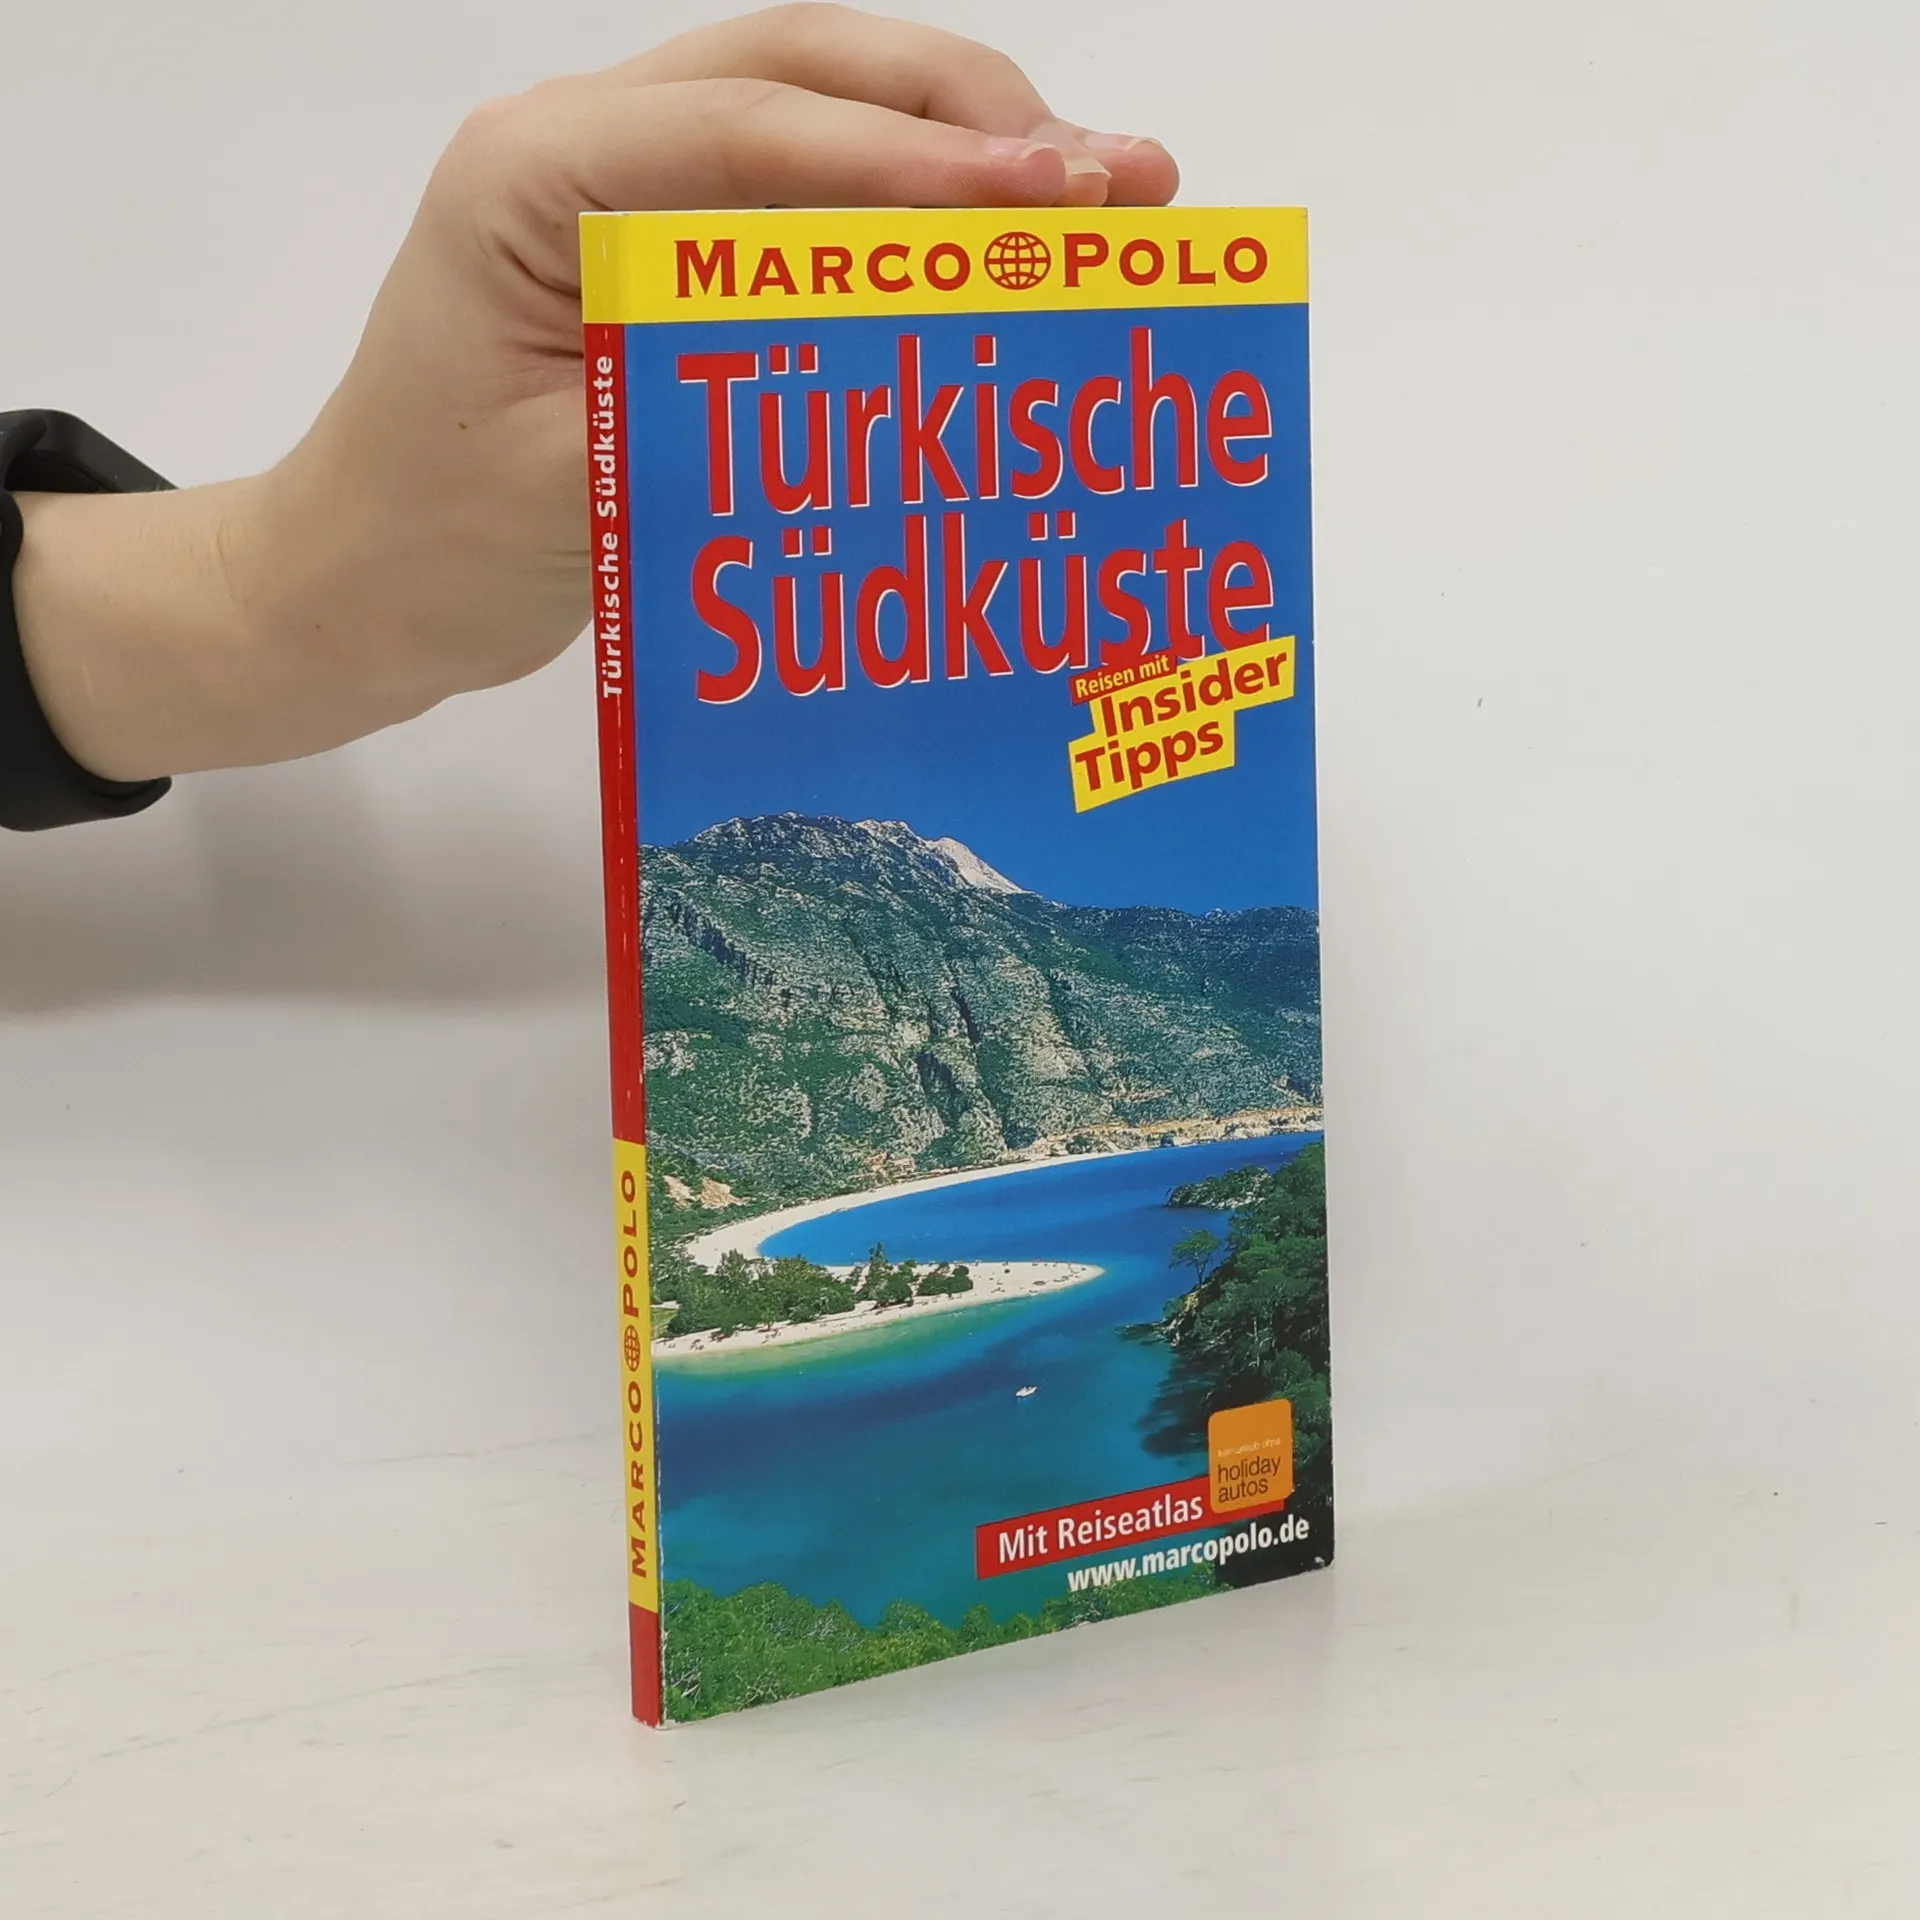 MARCO POLO
Türkische
Südküste
Reisen mit
Insider
Tipps
holiday
autos
Mit Reiseatlas
www.marcopolo.de
Türkische Südküste
MARCO POLO